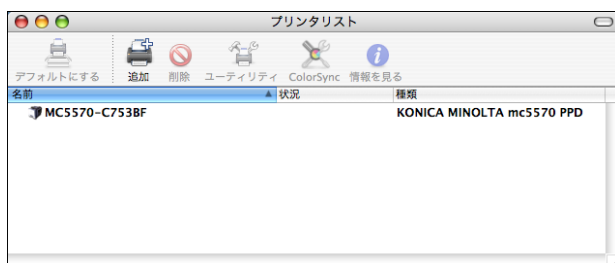 プリンタリスト
デフォルトにする 追加 削除 ユーティリティ ColorSync 情報を見る
名前 状況 種類
MC5570-C753BF KONICA MINOLTA mc5570 PPD